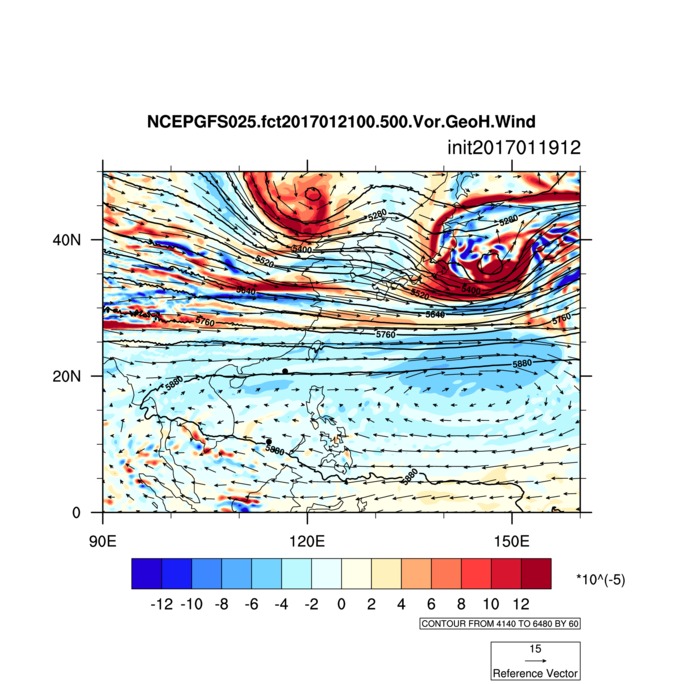 NCEPGFS025.fct2017012100.500.Vor.GeoH.Wind
init2017011912
40N
20N
0
90E 120E 150E
5280
5280
5400
5400
5520
5520
5640
5640
5760
5760
5760
5880
5880
5880
5880
-12 -10 -8 -6 -4 -2 0 2 4 6 8 10 12
*10^(-5)
CONTOUR FROM 4140 TO 6480 BY 60
15
Reference Vector